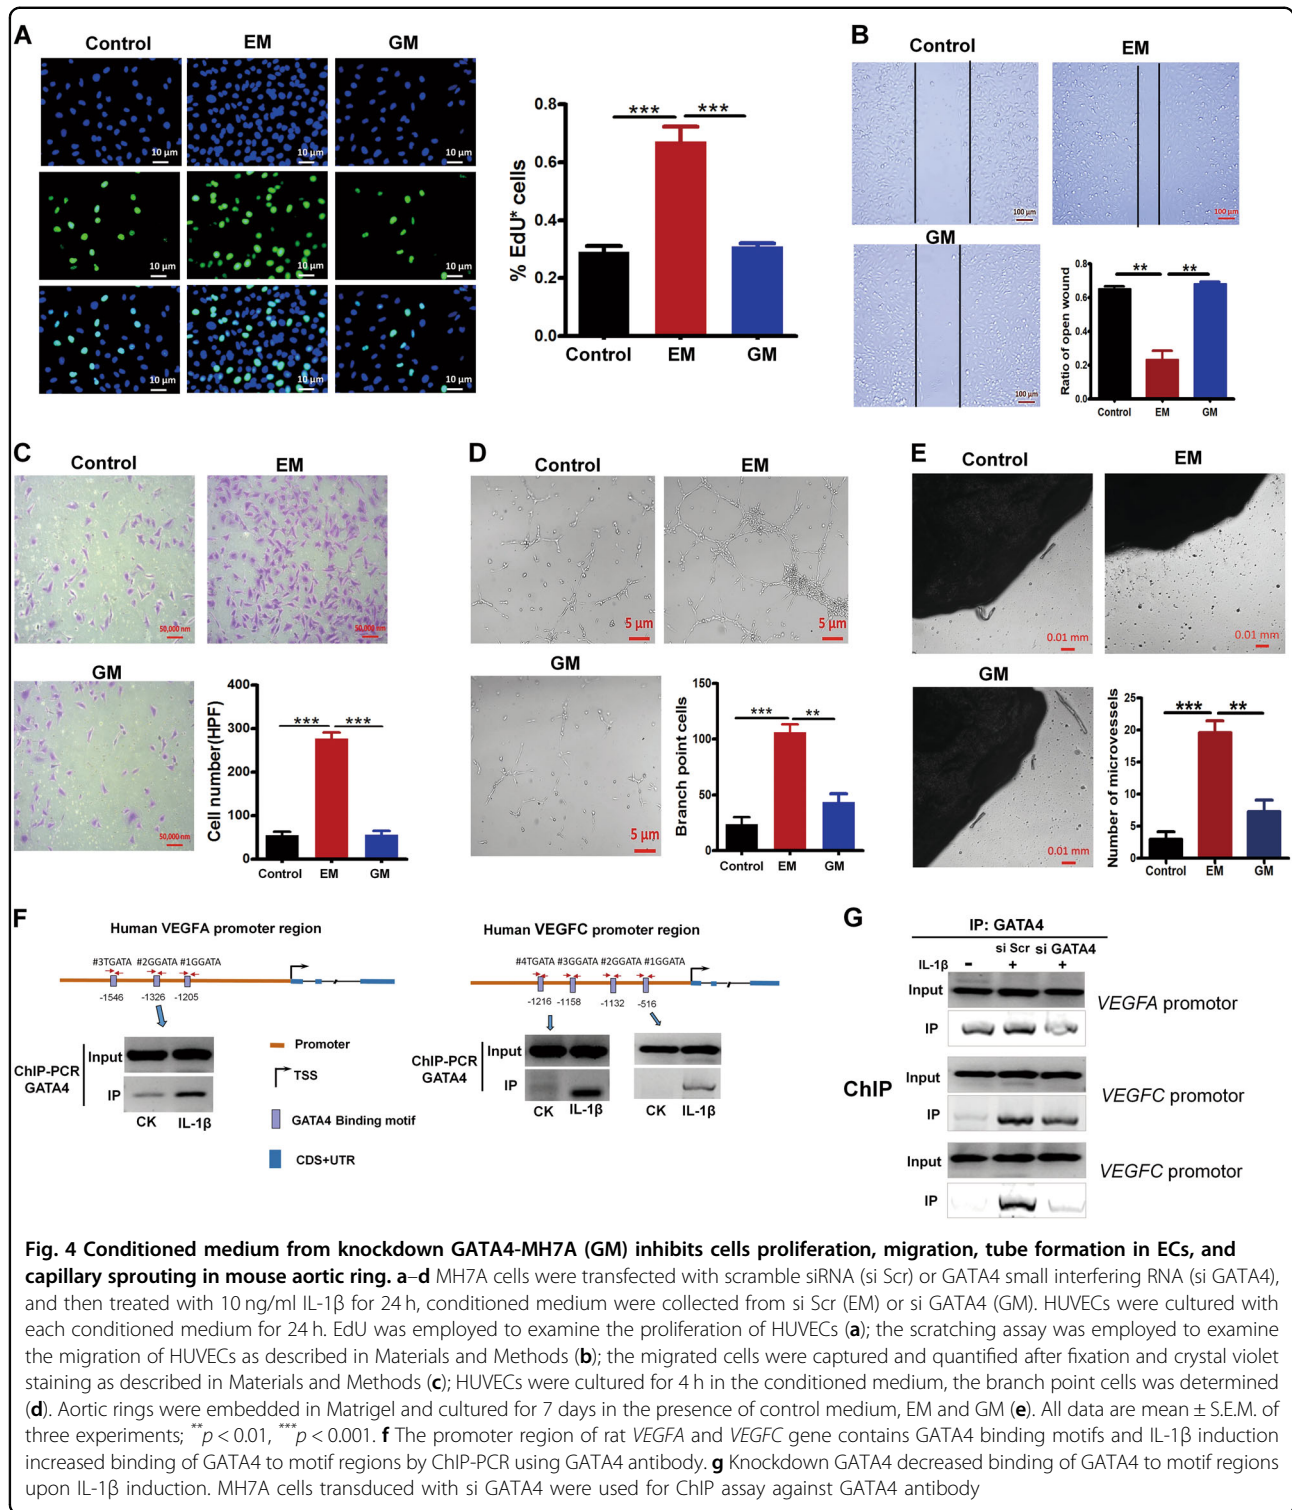 A
Control EM GM
10 µm 10 µm 10 µm
10 µm 10 µm 10 µm
10 µm 10 µm 10 µm
% EdU* cells
0.8
0.6
0.4
0.2
0.0
*** ***
Control EM GM
B
Control EM
100 µm 100 µm
GM
100 µm
Ratio of open wound
0.8
0.6
0.4
0.2
0.0
** **
Control EM GM
C
Control EM
50,000 nm 50,000 nm
GM
50,000 nm
Cell number(HPF)
400
300
200
100
0
*** ***
Control EM GM
D
Control EM
5 µm 5 µm
GM
5 µm
Branch point cells
150
100
50
0
*** **
Control EM GM
E
Control EM
0.01 mm 0.01 mm
GM
0.01 mm
Number of microvessels
25
20
15
10
5
0
*** **
Control EM GM
F
Human VEGFA promoter region
#3TGATA #2GGATA #1GGATA
-1546 -1326 -1205
ChIP-PCR GATA4
Input
IP
CK IL-1β
Promoter
TSS
GATA4 Binding motif
CDS+UTR
Human VEGFC promoter region
#4TGATA #3GGATA #2GGATA #1GGATA
-1216 -1158 -1132 -516
ChIP-PCR GATA4
Input
IP
CK IL-1β CK IL-1β
G
IP: GATA4
si Scr si GATA4
IL-1β - + +
ChIP
Input
VEGFA promotor
IP
Input
VEGFC promotor
IP
Input
VEGFC promotor
IP
Fig. 4 Conditioned medium from knockdown GATA4-MH7A (GM) inhibits cells proliferation, migration, tube formation in ECs, and
capillary sprouting in mouse aortic ring. a–d MH7A cells were transfected with scramble siRNA (si Scr) or GATA4 small interfering RNA (si GATA4),
and then treated with 10 ng/ml IL-1β for 24 h, conditioned medium were collected from si Scr (EM) or si GATA4 (GM). HUVECs were cultured with
each conditioned medium for 24 h. EdU was employed to examine the proliferation of HUVECs (a); the scratching assay was employed to examine
the migration of HUVECs as described in Materials and Methods (b); the migrated cells were captured and quantified after fixation and crystal violet
staining as described in Materials and Methods (c); HUVECs were cultured for 4 h in the conditioned medium, the branch point cells was determined
(d). Aortic rings were embedded in Matrigel and cultured for 7 days in the presence of control medium, EM and GM (e). All data are mean ± S.E.M. of
three experiments; **p < 0.01, ***p < 0.001. f The promoter region of rat VEGFA and VEGFC gene contains GATA4 binding motifs and IL-1β induction
increased binding of GATA4 to motif regions by ChIP-PCR using GATA4 antibody. g Knockdown GATA4 decreased binding of GATA4 to motif regions
upon IL-1β induction. MH7A cells transduced with si GATA4 were used for ChIP assay against GATA4 antibody